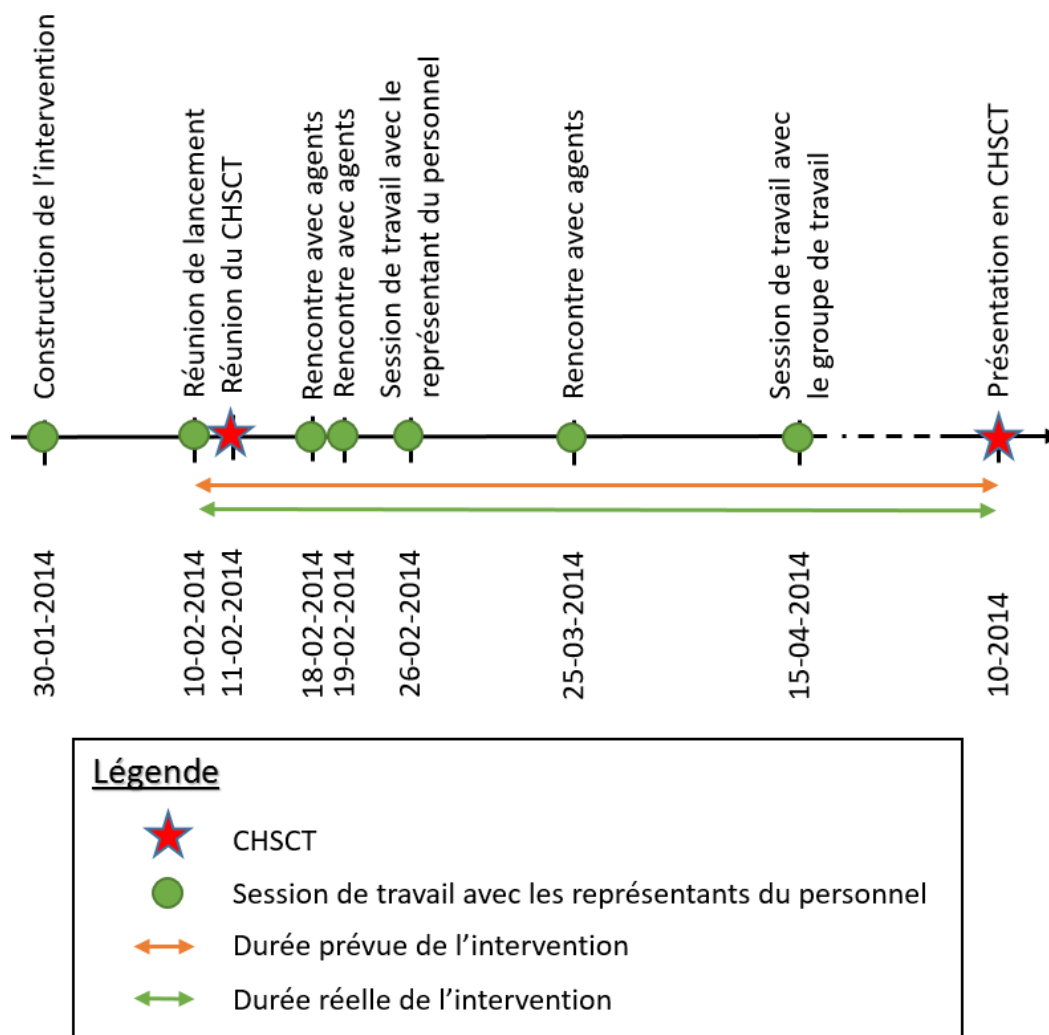 Construction de l'intervention
Réunion de lancement
Réunion du CHSCT
Rencontre avec agents
Rencontre avec agents
Session de travail avec le
représentant du personnel
Rencontre avec agents
Session de travail avec
le groupe de travail
Présentation en CHSCT
30-01-2014
10-02-2014
11-02-2014
18-02-2014
19-02-2014
26-02-2014
25-03-2014
15-04-2014
10-2014
Légende
CHSCT
Session de travail avec les représentants du personnel
Durée prévue de l'intervention
Durée réelle de l'intervention